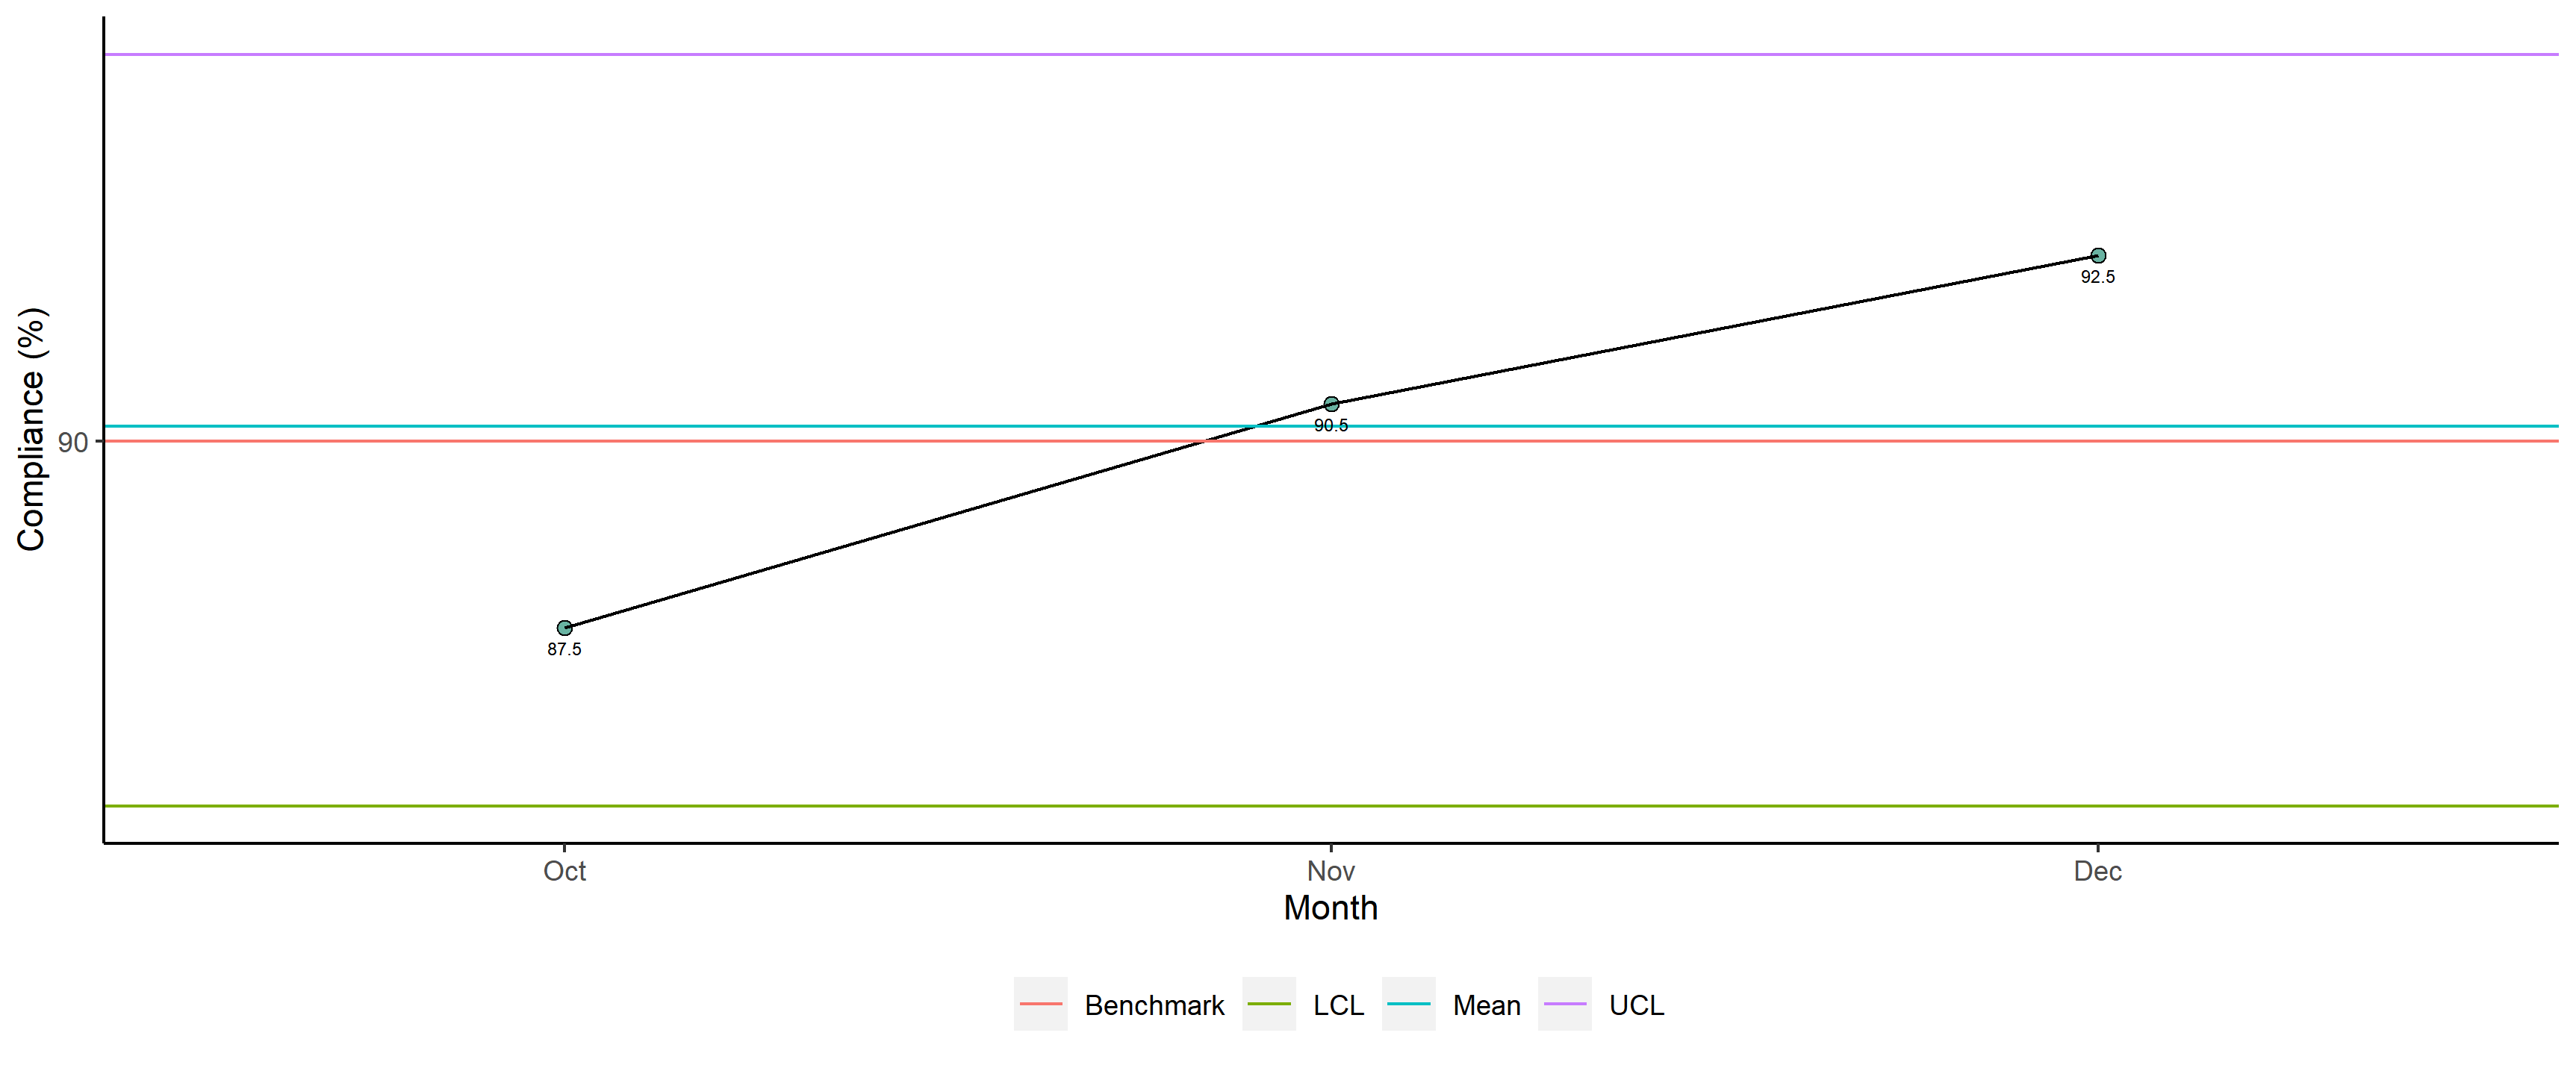 Compliance (%)
90
92.5
90.5
87.5
Oct Nov Dec
Month
Benchmark LCL Mean UCL